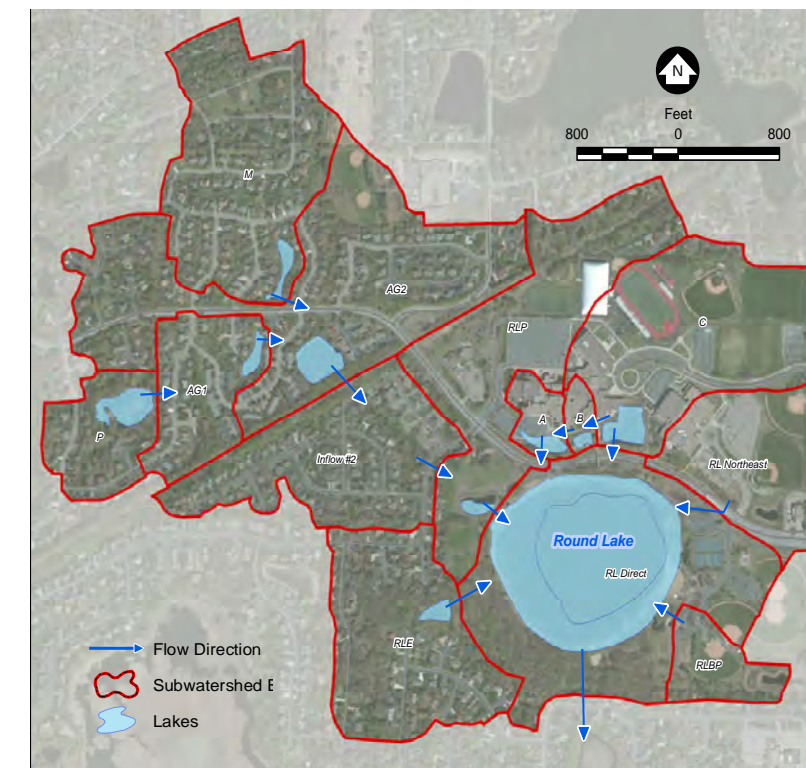 N
Feet
800 0 800
M
AG2
RLP
C
AG1
P
A
B
Inflow #2
RL Northeast
Round Lake
RL Direct
RLE
RLBP
Flow Direction
Subwatershed E
Lakes